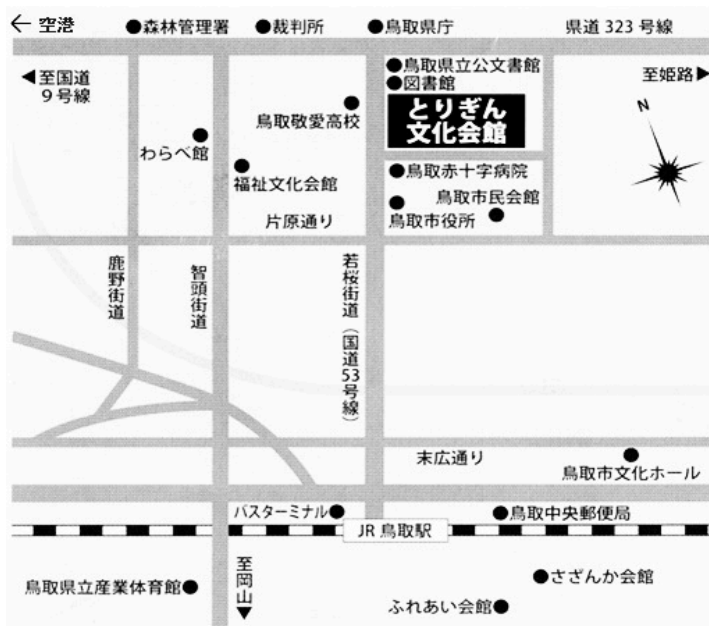 ← 空港
●森林管理署
●裁判所
●鳥取県庁
県道 323 号線
◀至国道
9号線
●鳥取県立公文書館
●図書館
至姫路▶
とりぎん
文化会館
鳥取敬愛高校
わらべ館
福祉文化会館
●鳥取赤十字病院
鳥取市民会館
鳥取市役所
片原通り
N
鹿野街道
智頭街道
若桜街道（国道53号線）
末広通り
鳥取市文化ホール
バスターミナル●
JR 鳥取駅
●鳥取中央郵便局
至岡山▼
鳥取県立産業体育館●
●さざんか会館
ふれあい会館●